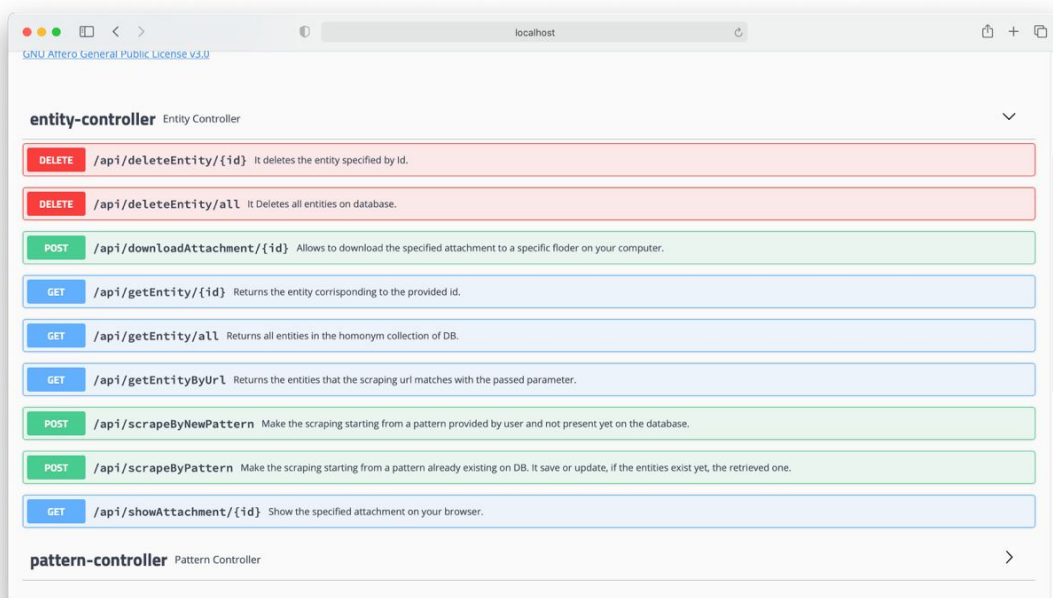 localhost
GNU Affero General Public License v3.0
entity-controller Entity Controller
DELETE /api/deleteEntity/{id} It deletes the entity specified by Id.
DELETE /api/deleteEntity/all It Deletes all entities on database.
POST /api/downloadAttachment/{id} Allows to download the specified attachment to a specific floder on your computer.
GET /api/getEntity/{id} Returns the entity corrisponding to the provided id.
GET /api/getEntity/all Returns all entities in the homonym collection of DB.
GET /api/getEntityByUrl Returns the entities that the scraping url matches with the passed parameter.
POST /api/scrapeByNewPattern Make the scraping starting from a pattern provided by user and not present yet on the database.
POST /api/scrapeByPattern Make the scraping starting from a pattern already existing on DB. It save or update, if the entities exist yet, the retrieved one.
GET /api/showAttachment/{id} Show the specified attachment on your browser.
pattern-controller Pattern Controller